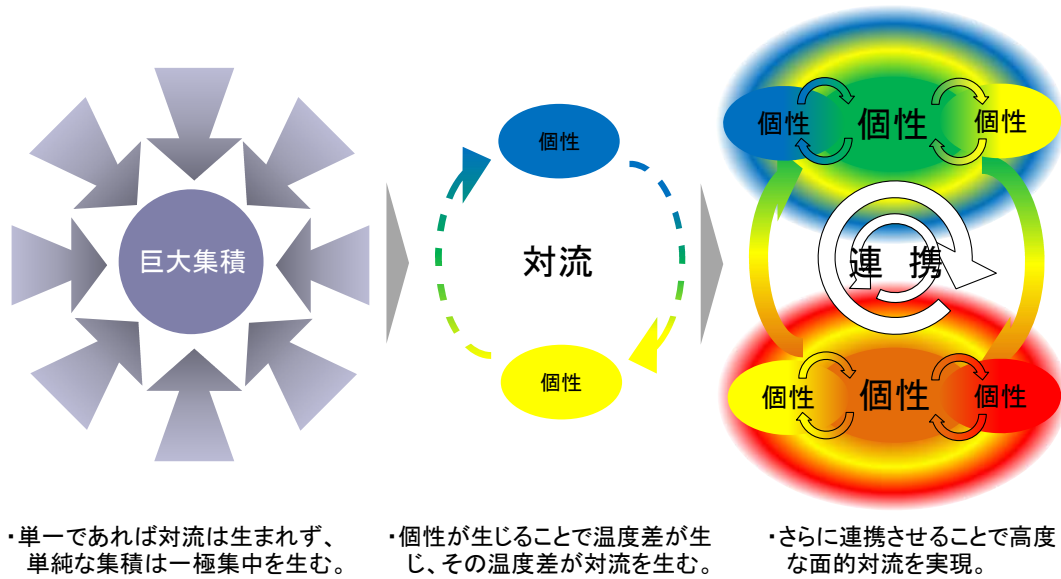 巨大集積
個性
対流
個性
個性
個性
個性
連 携
個性
個性
個性
・単一であれば対流は生まれず、
単純な集積は一極集中を生む。
・個性が生じることで温度差が生
じ、その温度差が対流を生む。
・さらに連携させることで高度
な面的対流を実現。